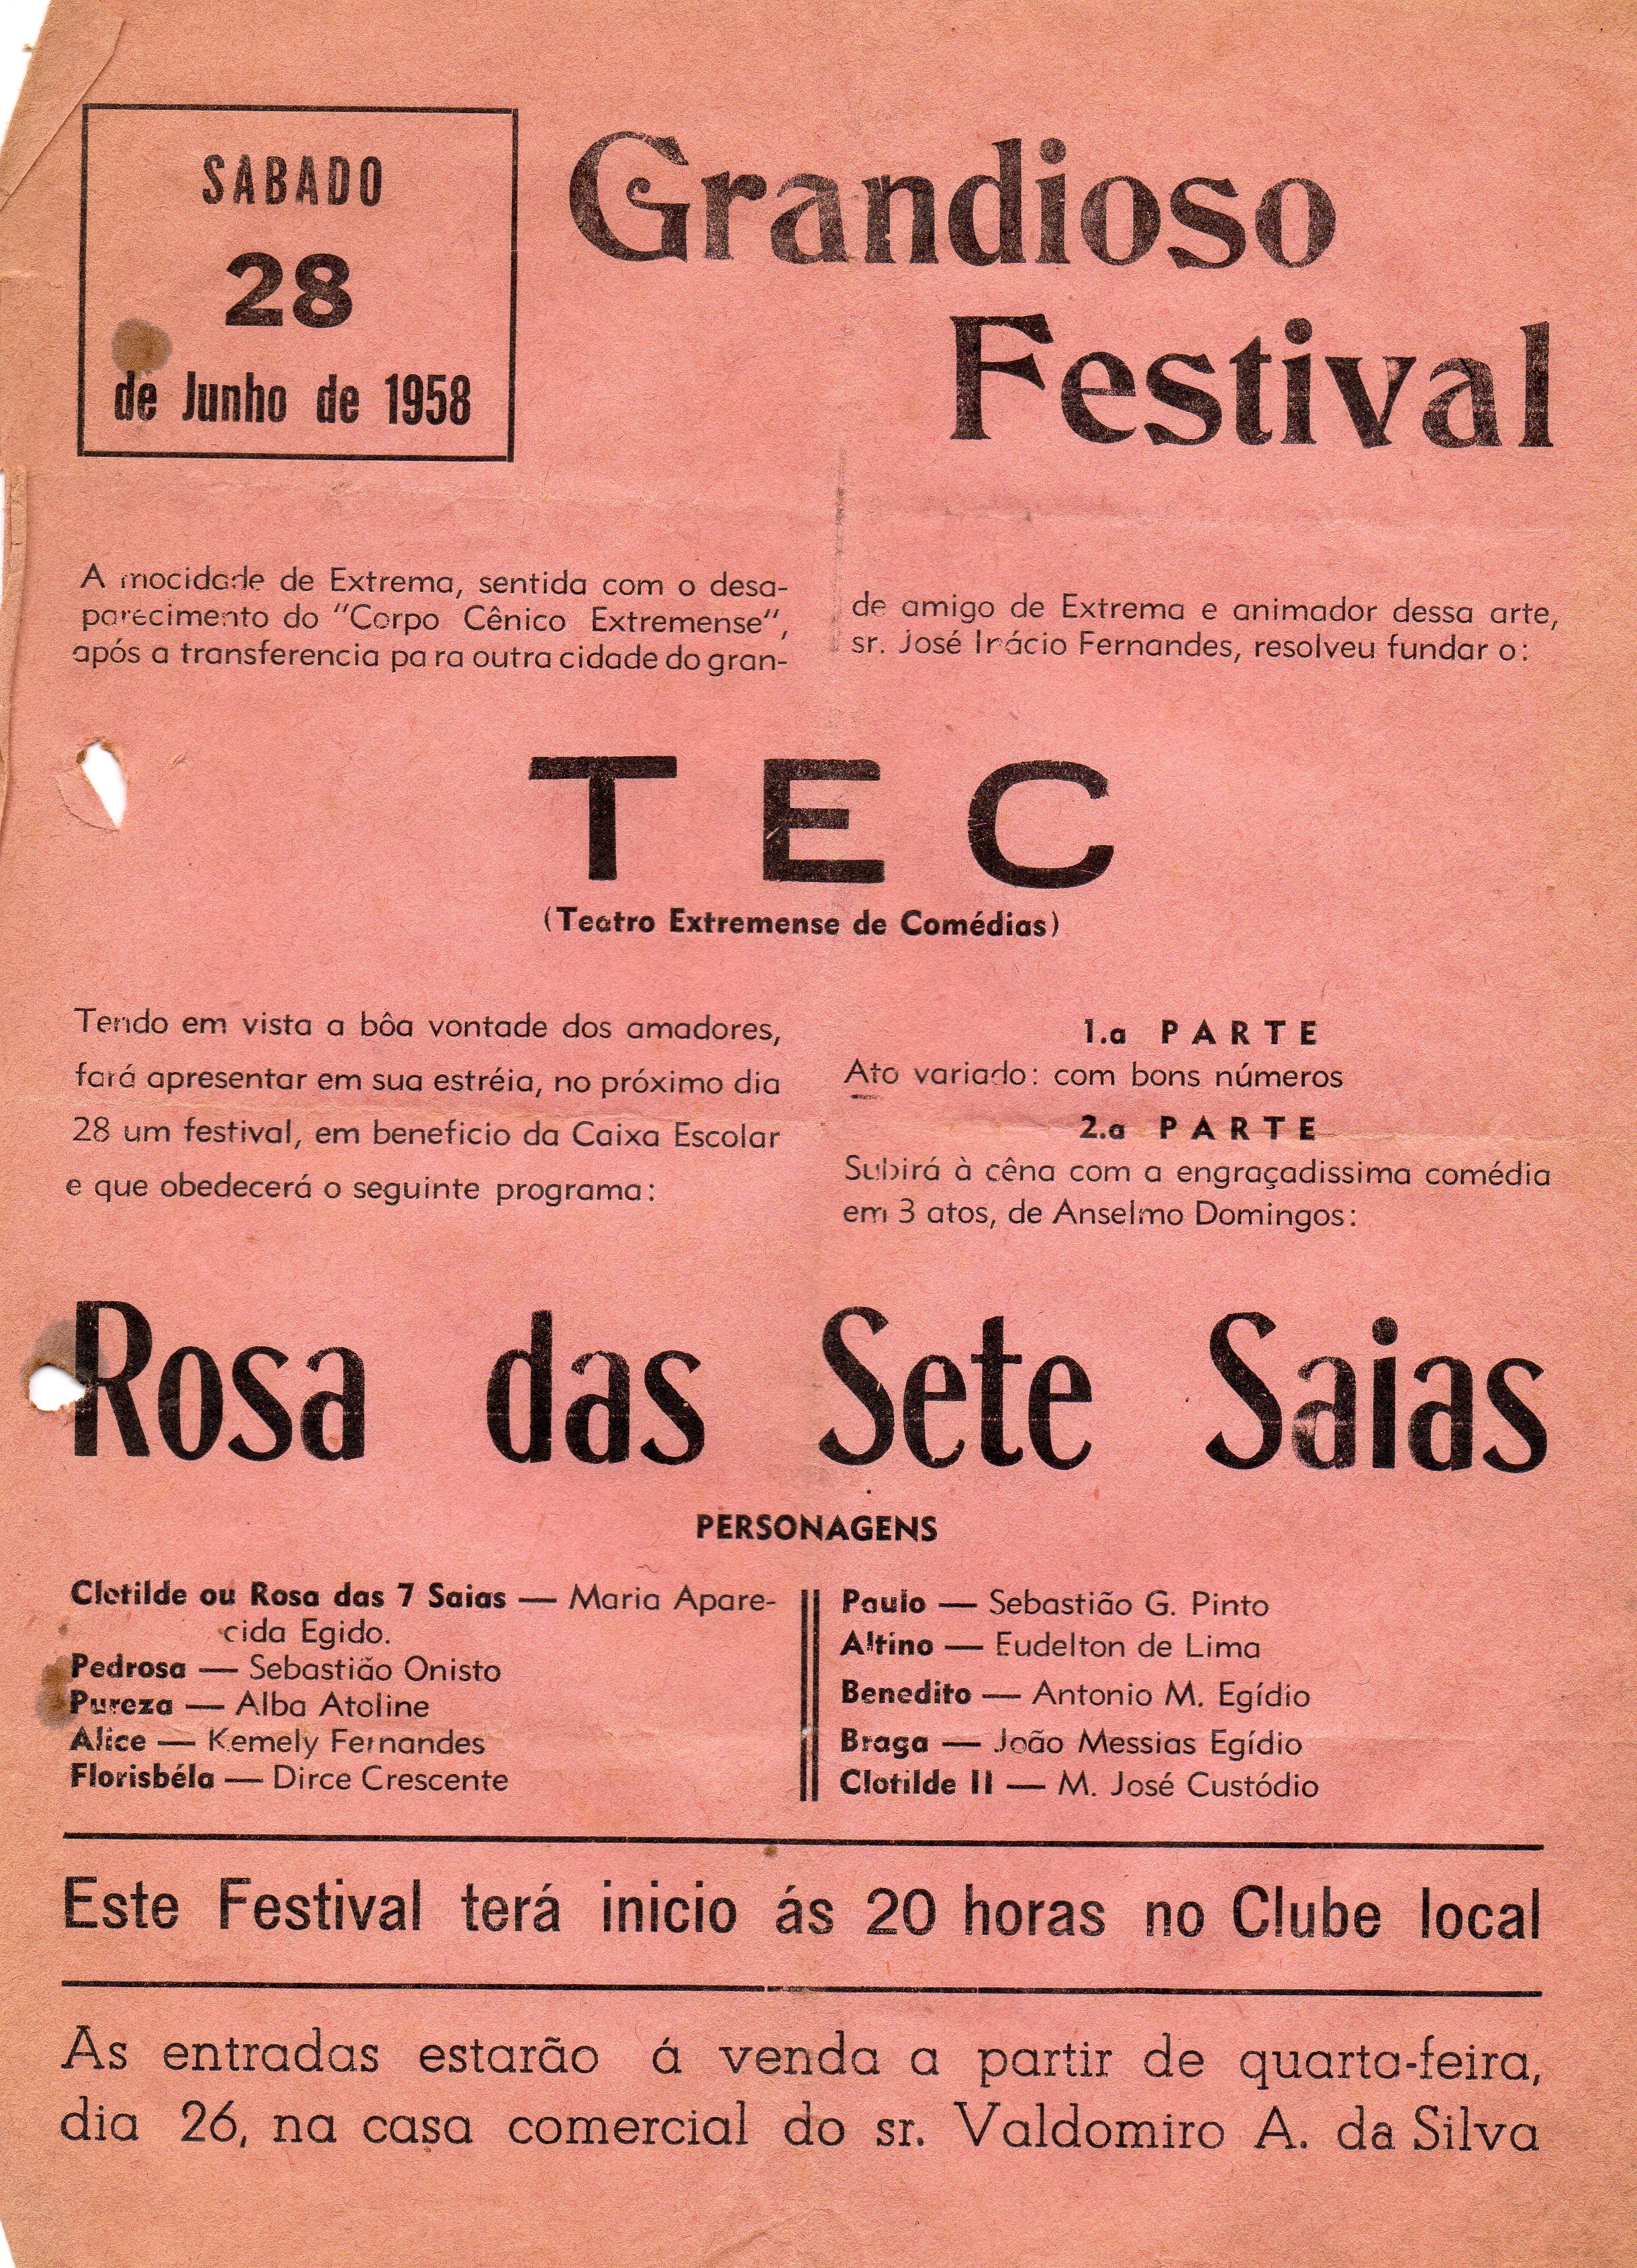 SABADO
28
de Junho de 1958
Grandioso
Festival
A mocidade de Extrema, sentida com o desa-
parecimento do "Corpo Cênico Extremense",
após a transferencia para outra cidade do gran-
de amigo de Extrema e animador dessa arte,
sr. José Inácio Fernandes, resolveu fundar o:
TEC
(Teatro Extremense de Comédias)
Tendo em vista a bôa vontade dos amadores,
fará apresentar em sua estréia, no próximo dia
28 um festival, em beneficio da Caixa Escolar
e que obedecerá o seguinte programa:
1.a PARTE
Ato variado: com bons números
2.a PARTE
Subirá à cêna com a engraçadissima comédia
em 3 atos, de Anselmo Domingos:
Rosa das Sete Saias
PERSONAGENS
Clotilde ou Rosa das 7 Saias — Maria Apare-
cida Egido.
Pedrosa — Sebastião Onisto
Pureza — Alba Atoline
Alice — Kemely Fernandes
Florisbéla — Dirce Crescente
Paulo — Sebastião G. Pinto
Altino — Eudelton de Lima
Benedito — Antonio M. Egídio
Braga — João Messias Egídio
Clotilde II — M. José Custódio
Este Festival terá inicio ás 20 horas no Clube local
As entradas estarão á venda a partir de quarta-feira,
dia 26, na casa comercial do sr. Valdomiro A. da Silva